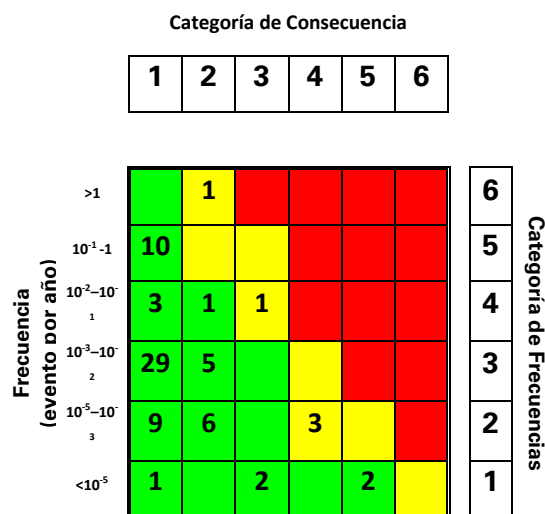 Categoría de Consecuencia
1 2 3 4 5 6
>1 1 6
10⁻¹ -1 10 5
10⁻²–10⁻¹ 3 1 1 4
10⁻³–10⁻² 29 5 3
10⁻⁵–10⁻³ 9 6 3 2
<10⁻⁵ 1 2 2 1
Frecuencia
(evento por año)
Categoría de Frecuencias